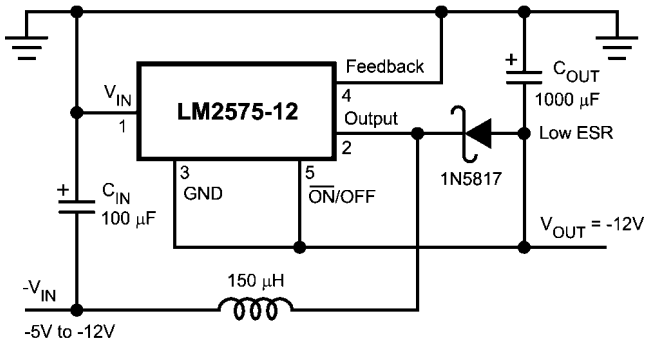 Feedback
4
V_IN
1
LM2575-12
Output
2
+
C_OUT
1000 μF
Low ESR
1N5817
3
GND
5
O̅N̅/OFF
+
C_IN
100 μF
V_OUT = -12V
150 μH
-V_IN
-5V to -12V